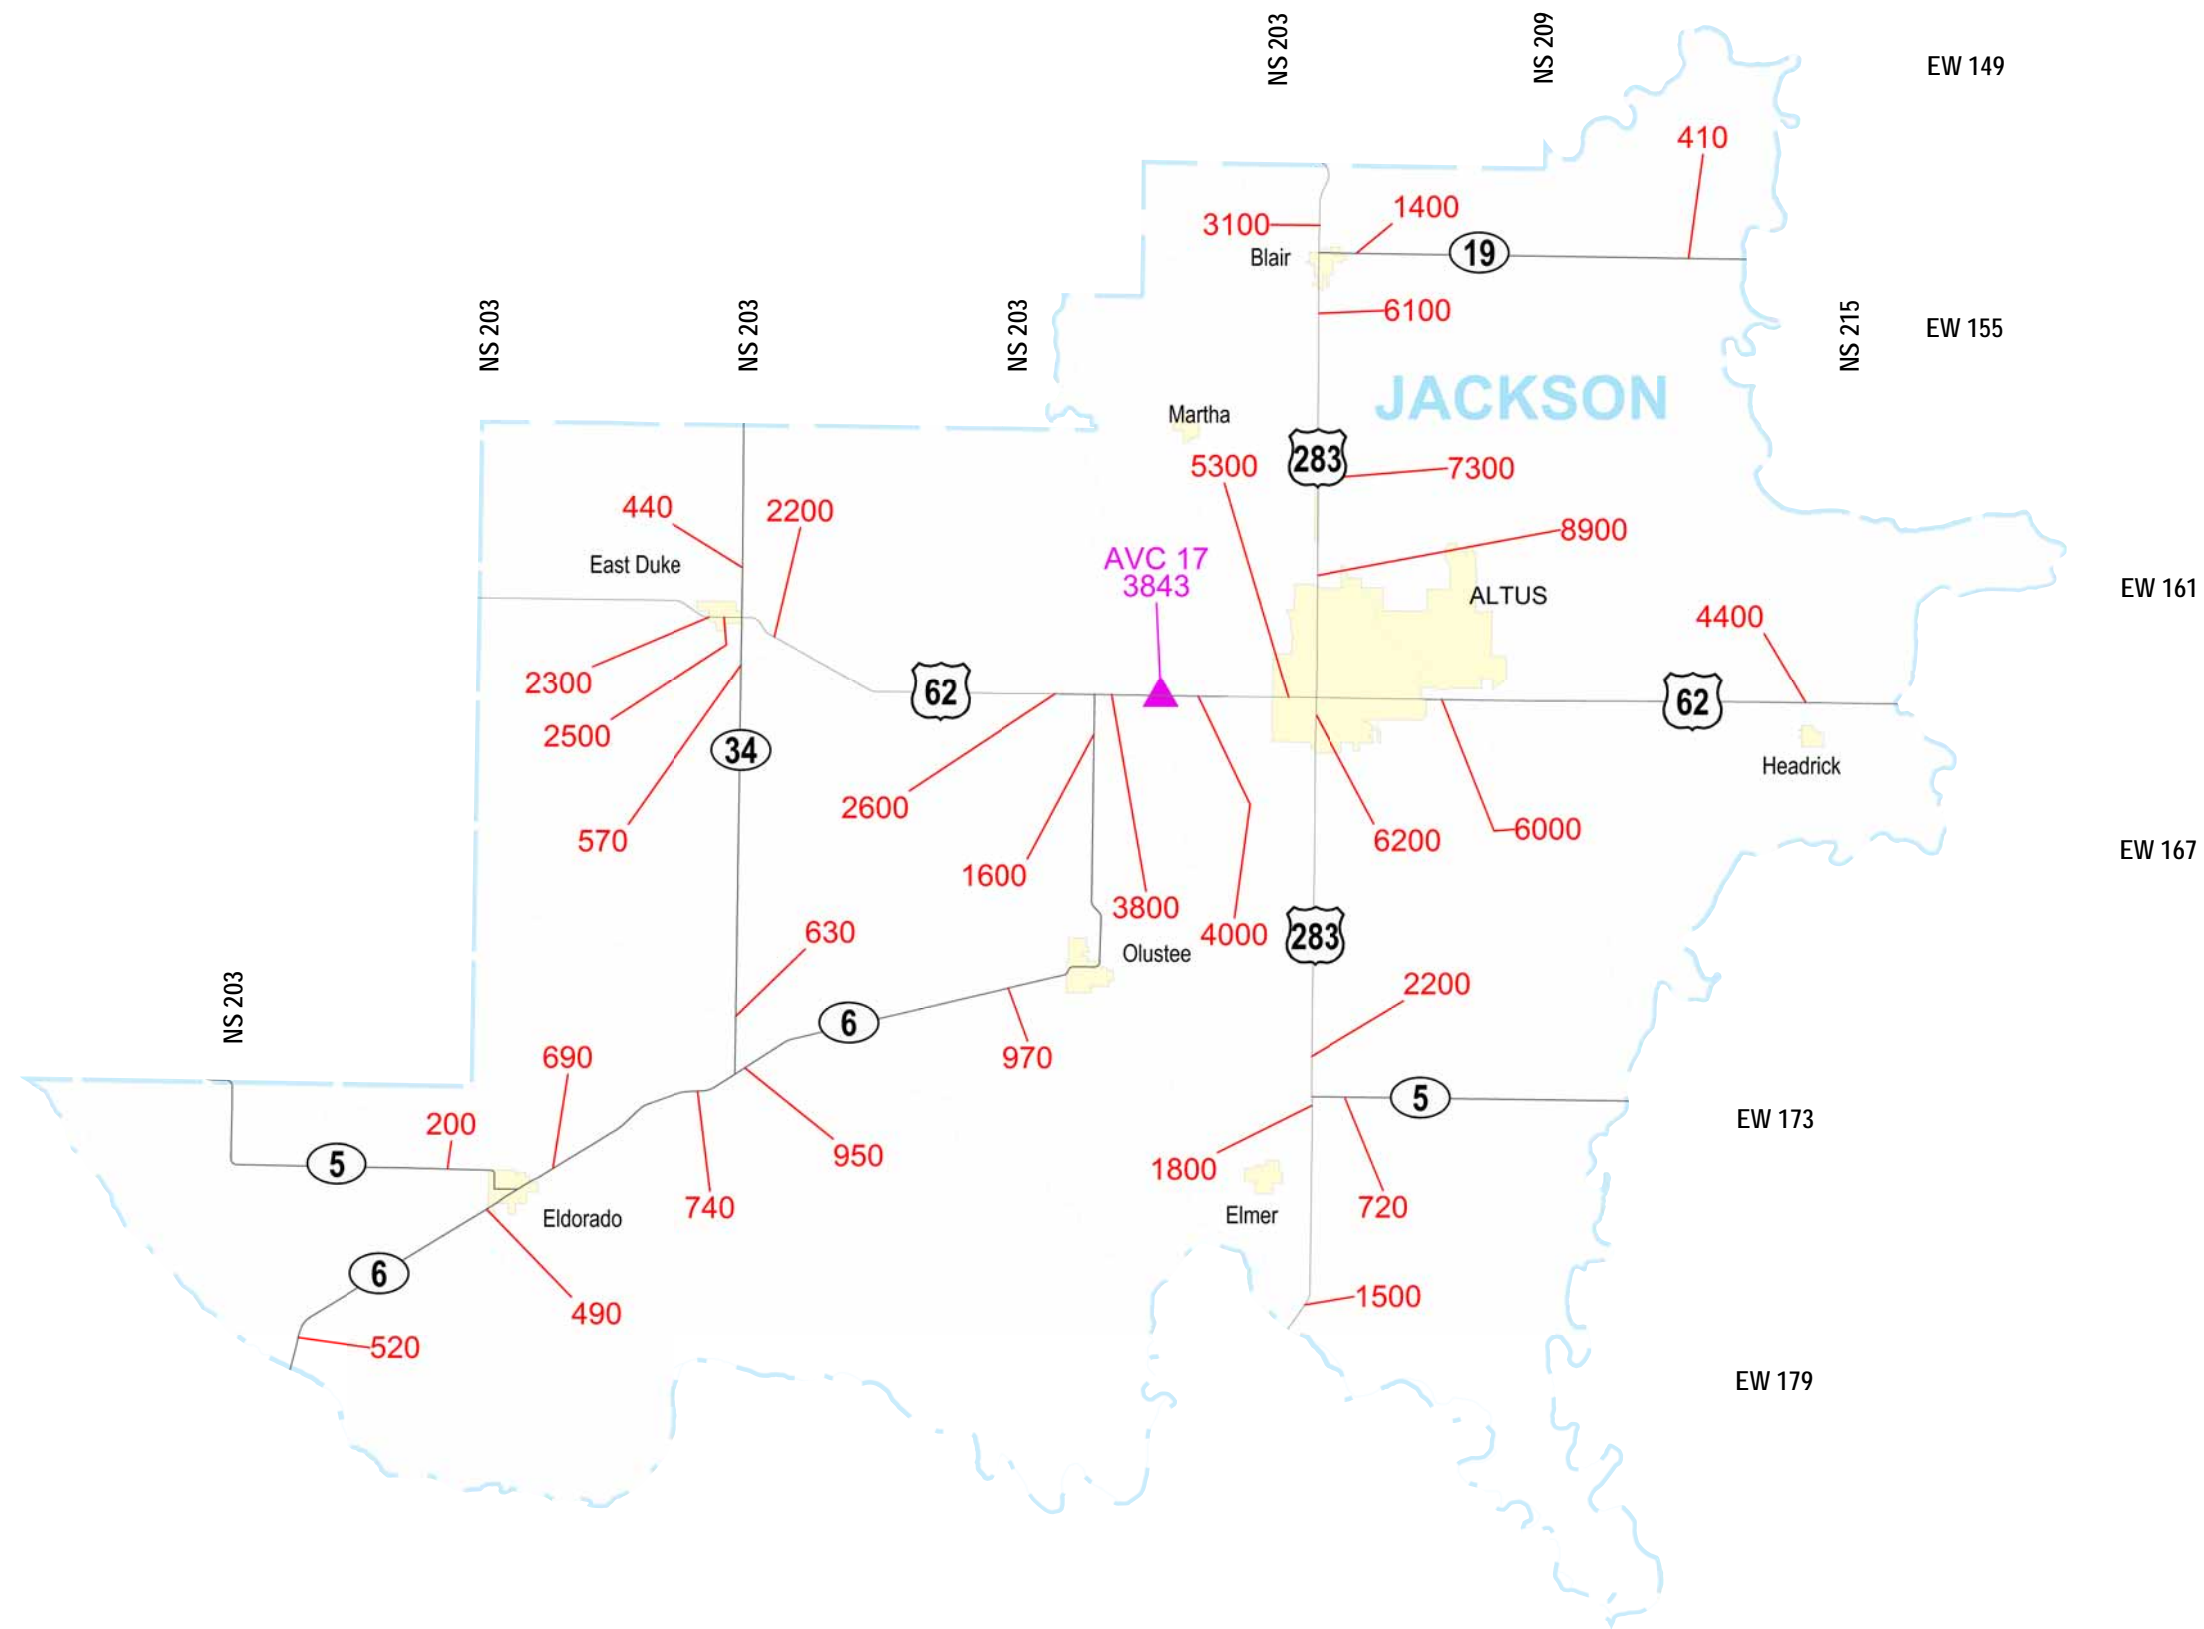 NS 203
NS 209
EW 149
410
1400
3100
19
Blair
NS 203
NS 203
NS 203
6100
NS 215
EW 155
JACKSON
Martha
283
5300
7300
440
2200
8900
East Duke
AVC 17
3843
EW 161
ALTUS
4400
2300
62
62
2500
34
Headrick
2600
570
6200
6000
EW 167
1600
3800
630
4000
283
Olustee
NS 203
2200
6
690
970
5
200
EW 173
950
5
1800
740
720
Eldorado
Elmer
6
490
1500
520
EW 179